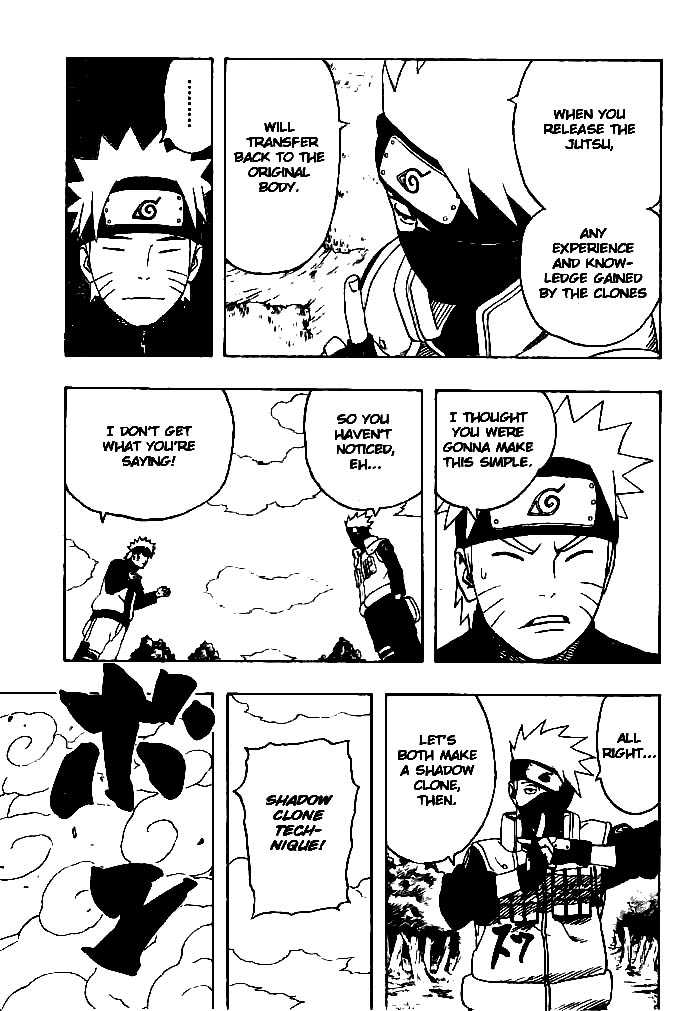 WHEN YOU
RELEASE THE
JUTSU,
ANY
EXPERIENCE
AND KNOW-
LEDGE GAINED
BY THE CLONES
WILL
TRANSFER
BACK TO THE
ORIGINAL
BODY.
.........
I THOUGHT
YOU WERE
GONNA MAKE
THIS SIMPLE.
SO YOU
HAVEN'T
NOTICED,
EH...
I DON'T GET
WHAT YOU'RE
SAYING!
ALL
RIGHT...
LET'S
BOTH MAKE
A SHADOW
CLONE,
THEN.
SHADOW
CLONE
TECH-
NIQUE!
ボ
ン